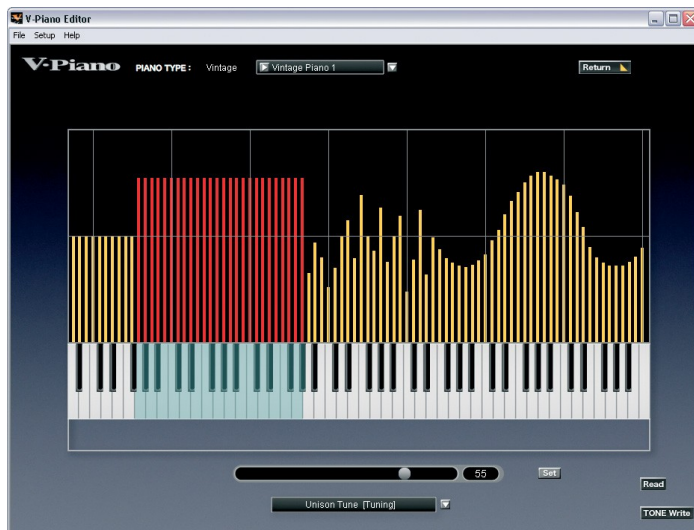 V-Piano Editor
File Setup Help
V-Piano PIANO TYPE : Vintage Vintage Piano 1 Return
55 Set
Read
Unison Tune [Tuning]
TONE Write